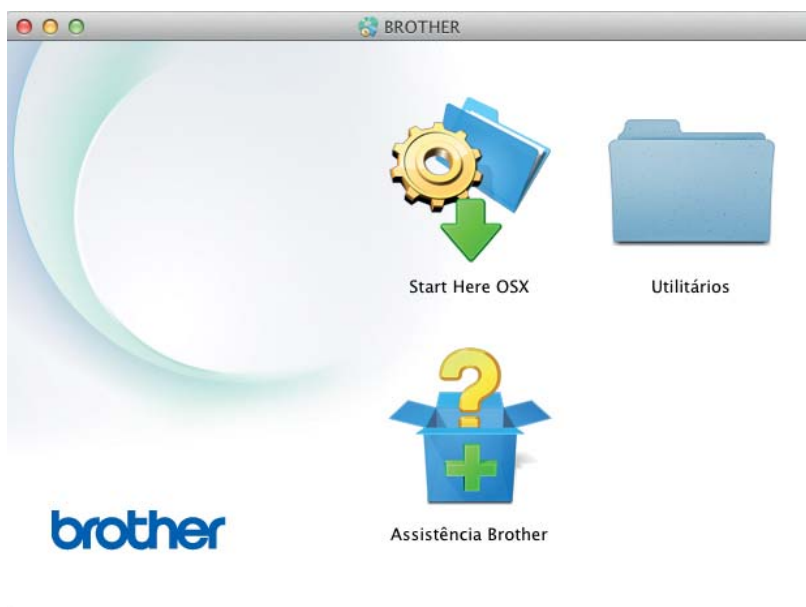 BROTHER
Start Here OSX
Utilitários
Assistência Brother
brother